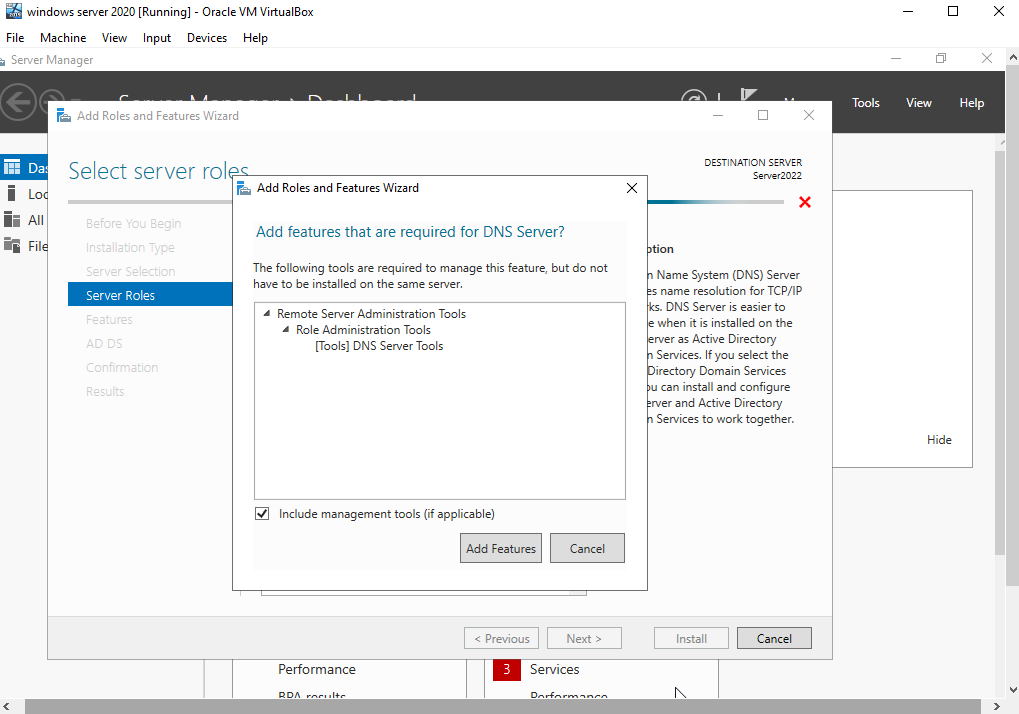 windows server 2020 [Running] - Oracle VM VirtualBox
File Machine View Input Devices Help
Server Manager
Tools View Help
Add Roles and Features Wizard
Select server roles
DESTINATION SERVER
Server2022
Das
Loc
All
File
Before You Begin
Installation Type
Server Selection
Server Roles
Features
AD DS
Confirmation
Results
Add Roles and Features Wizard
Add features that are required for DNS Server?
The following tools are required to manage this feature, but do not
have to be installed on the same server.
Remote Server Administration Tools
Role Administration Tools
[Tools] DNS Server Tools
Include management tools (if applicable)
Add Features Cancel
ption
n Name System (DNS) Server
es name resolution for TCP/IP
rks. DNS Server is easier to
e when it is installed on the
erver as Active Directory
n Services. If you select the
Directory Domain Services
ou can install and configure
erver and Active Directory
n Services to work together.
Hide
< Previous Next > Install Cancel
Performance
BPA results
3 Services
Performance